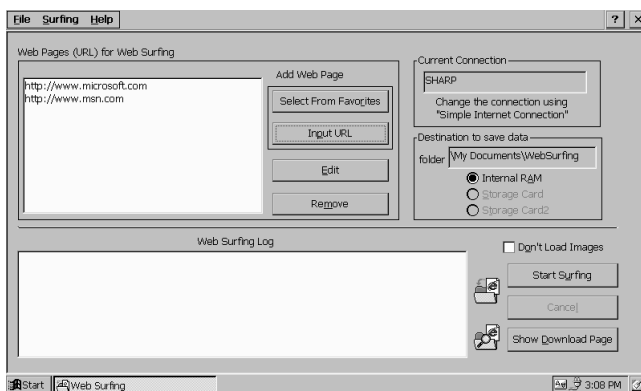 File Surfing Help ? ×
Web Pages (URL) for Web Surfing
http://www.microsoft.com
http://www.msn.com
Add Web Page
Select From Favorites
Input URL
Edit
Remove
Current Connection
SHARP
Change the connection using
"Simple Internet Connection"
Destination to save data
folder \My Documents\WebSurfing
Internal RAM
Storage Card
Storage Card2
Web Surfing Log
Don't Load Images
Start Surfing
Cancel
Show Download Page
Start Web Surfing 3:08 PM